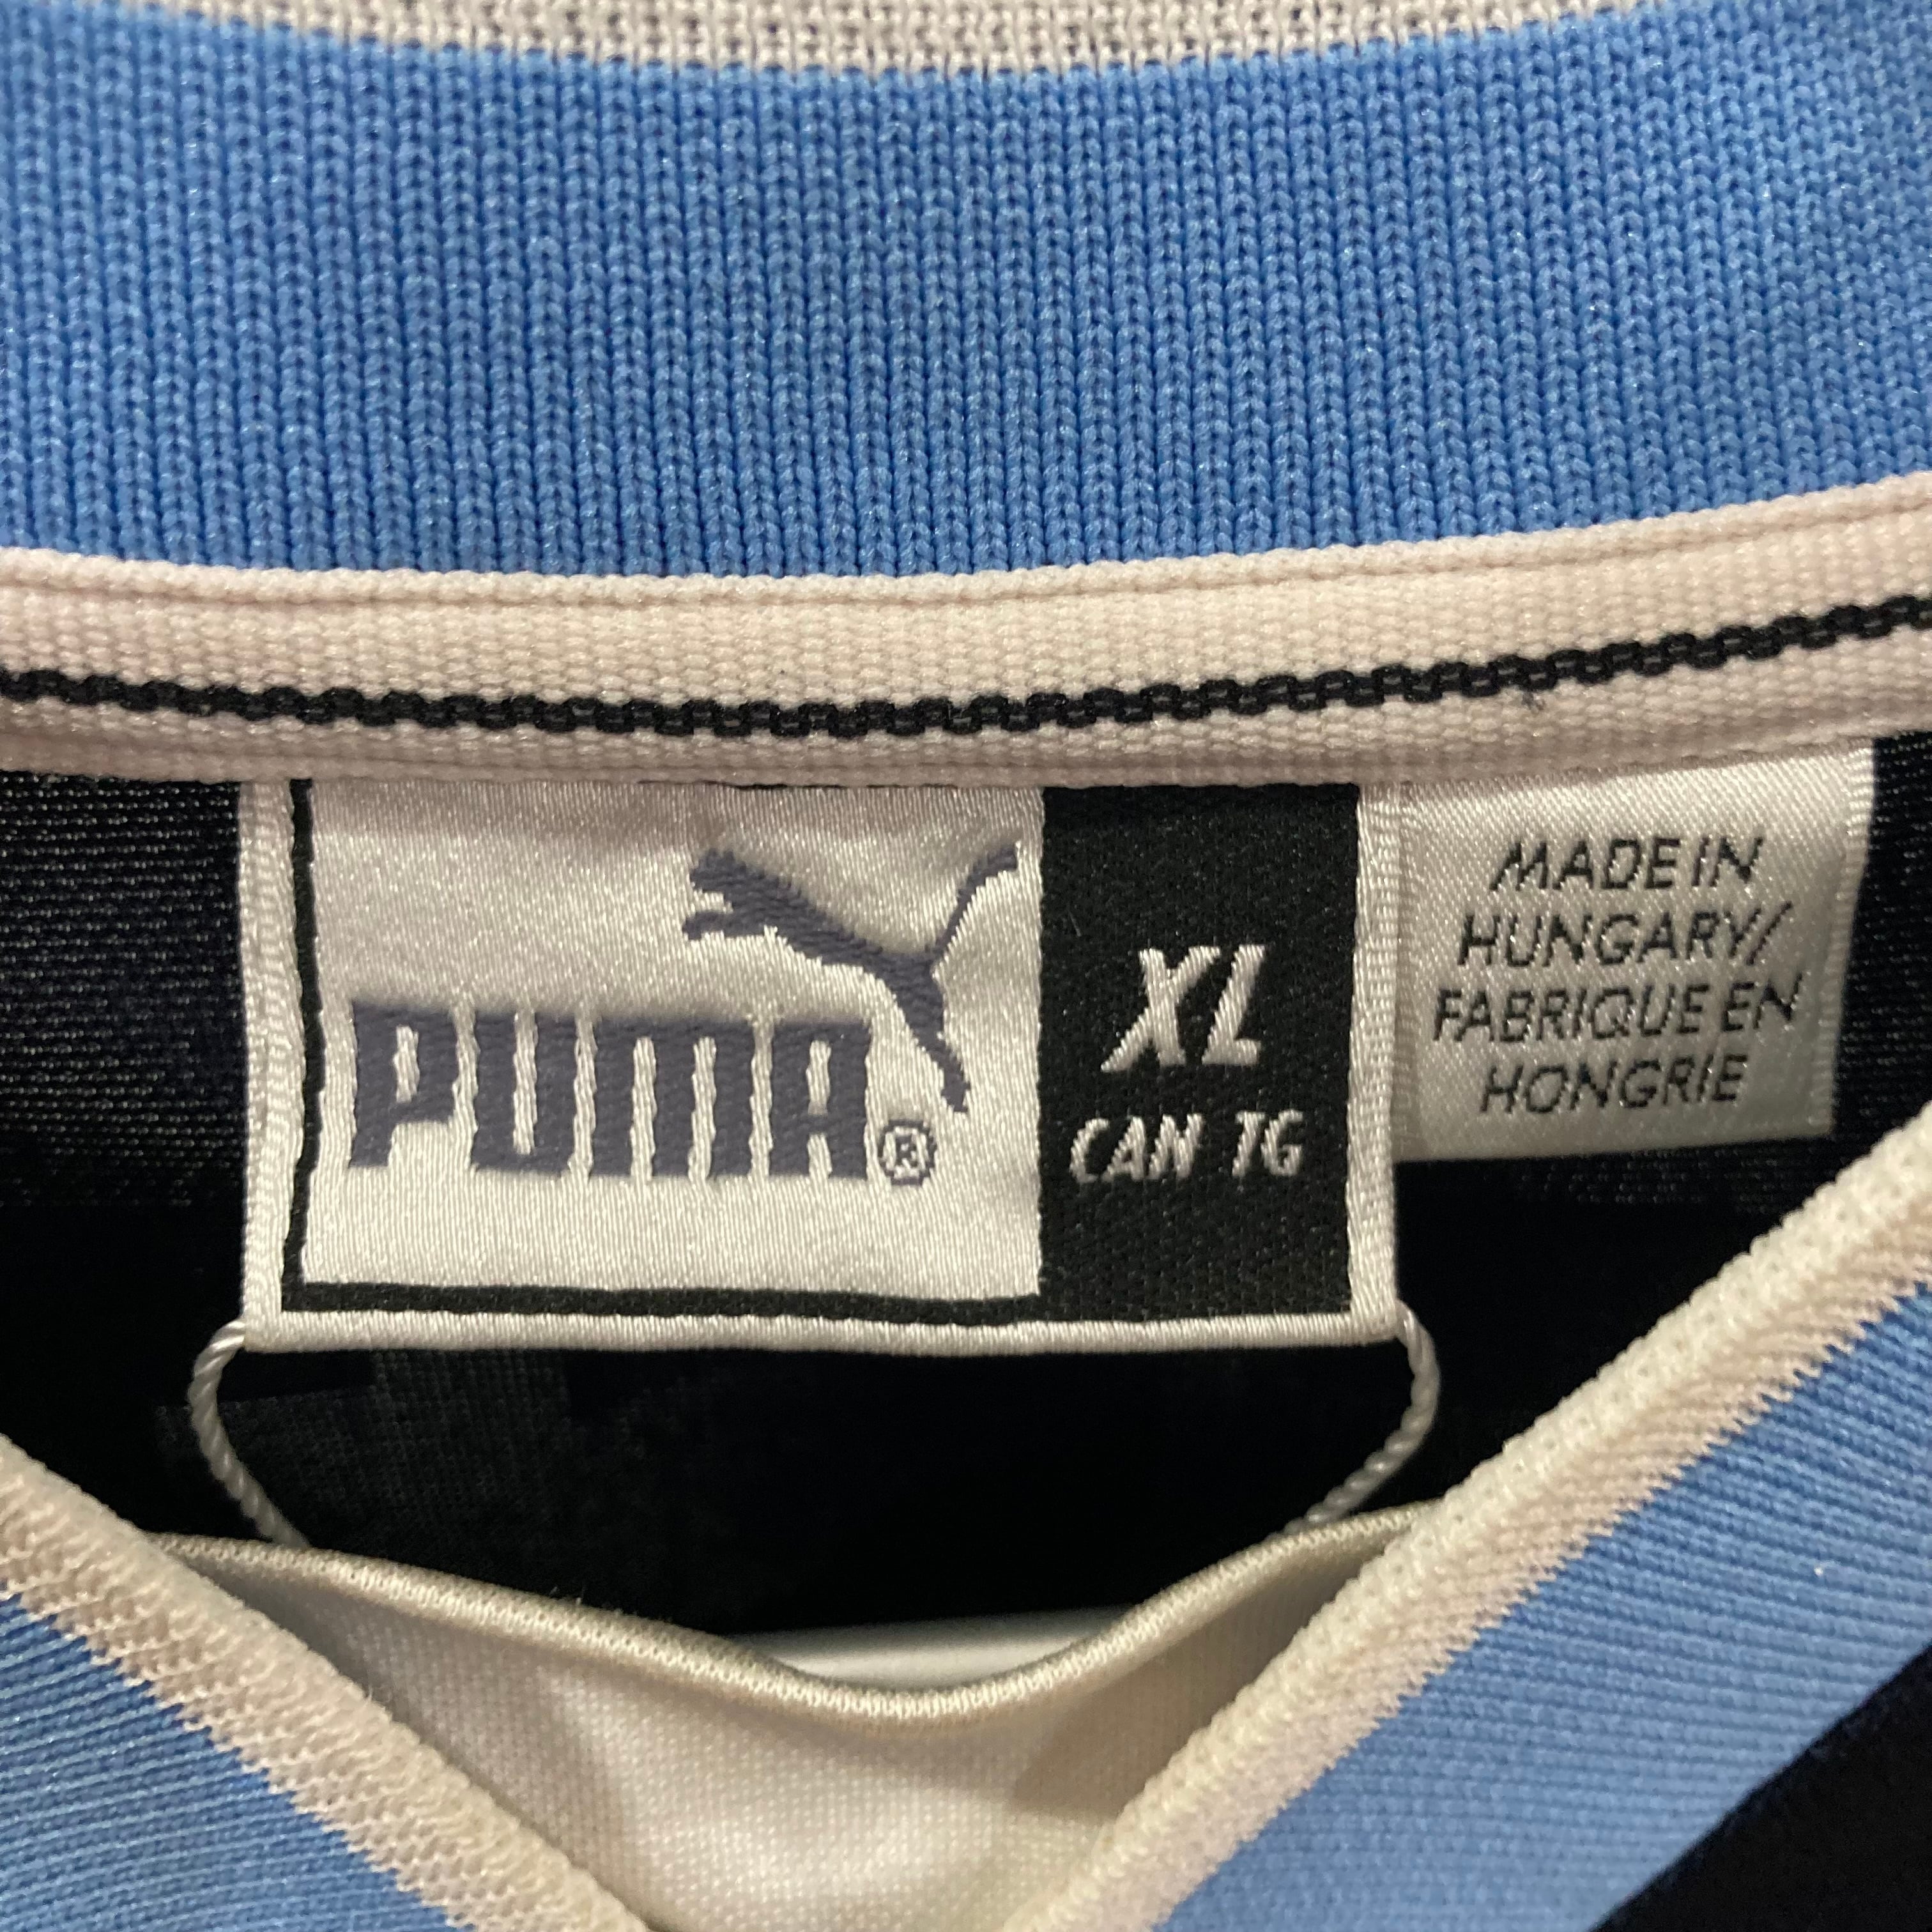 PUMA®
XL
CAN TG
MADE IN
HUNGARY/
FABRIQUE EN
HONGRIE